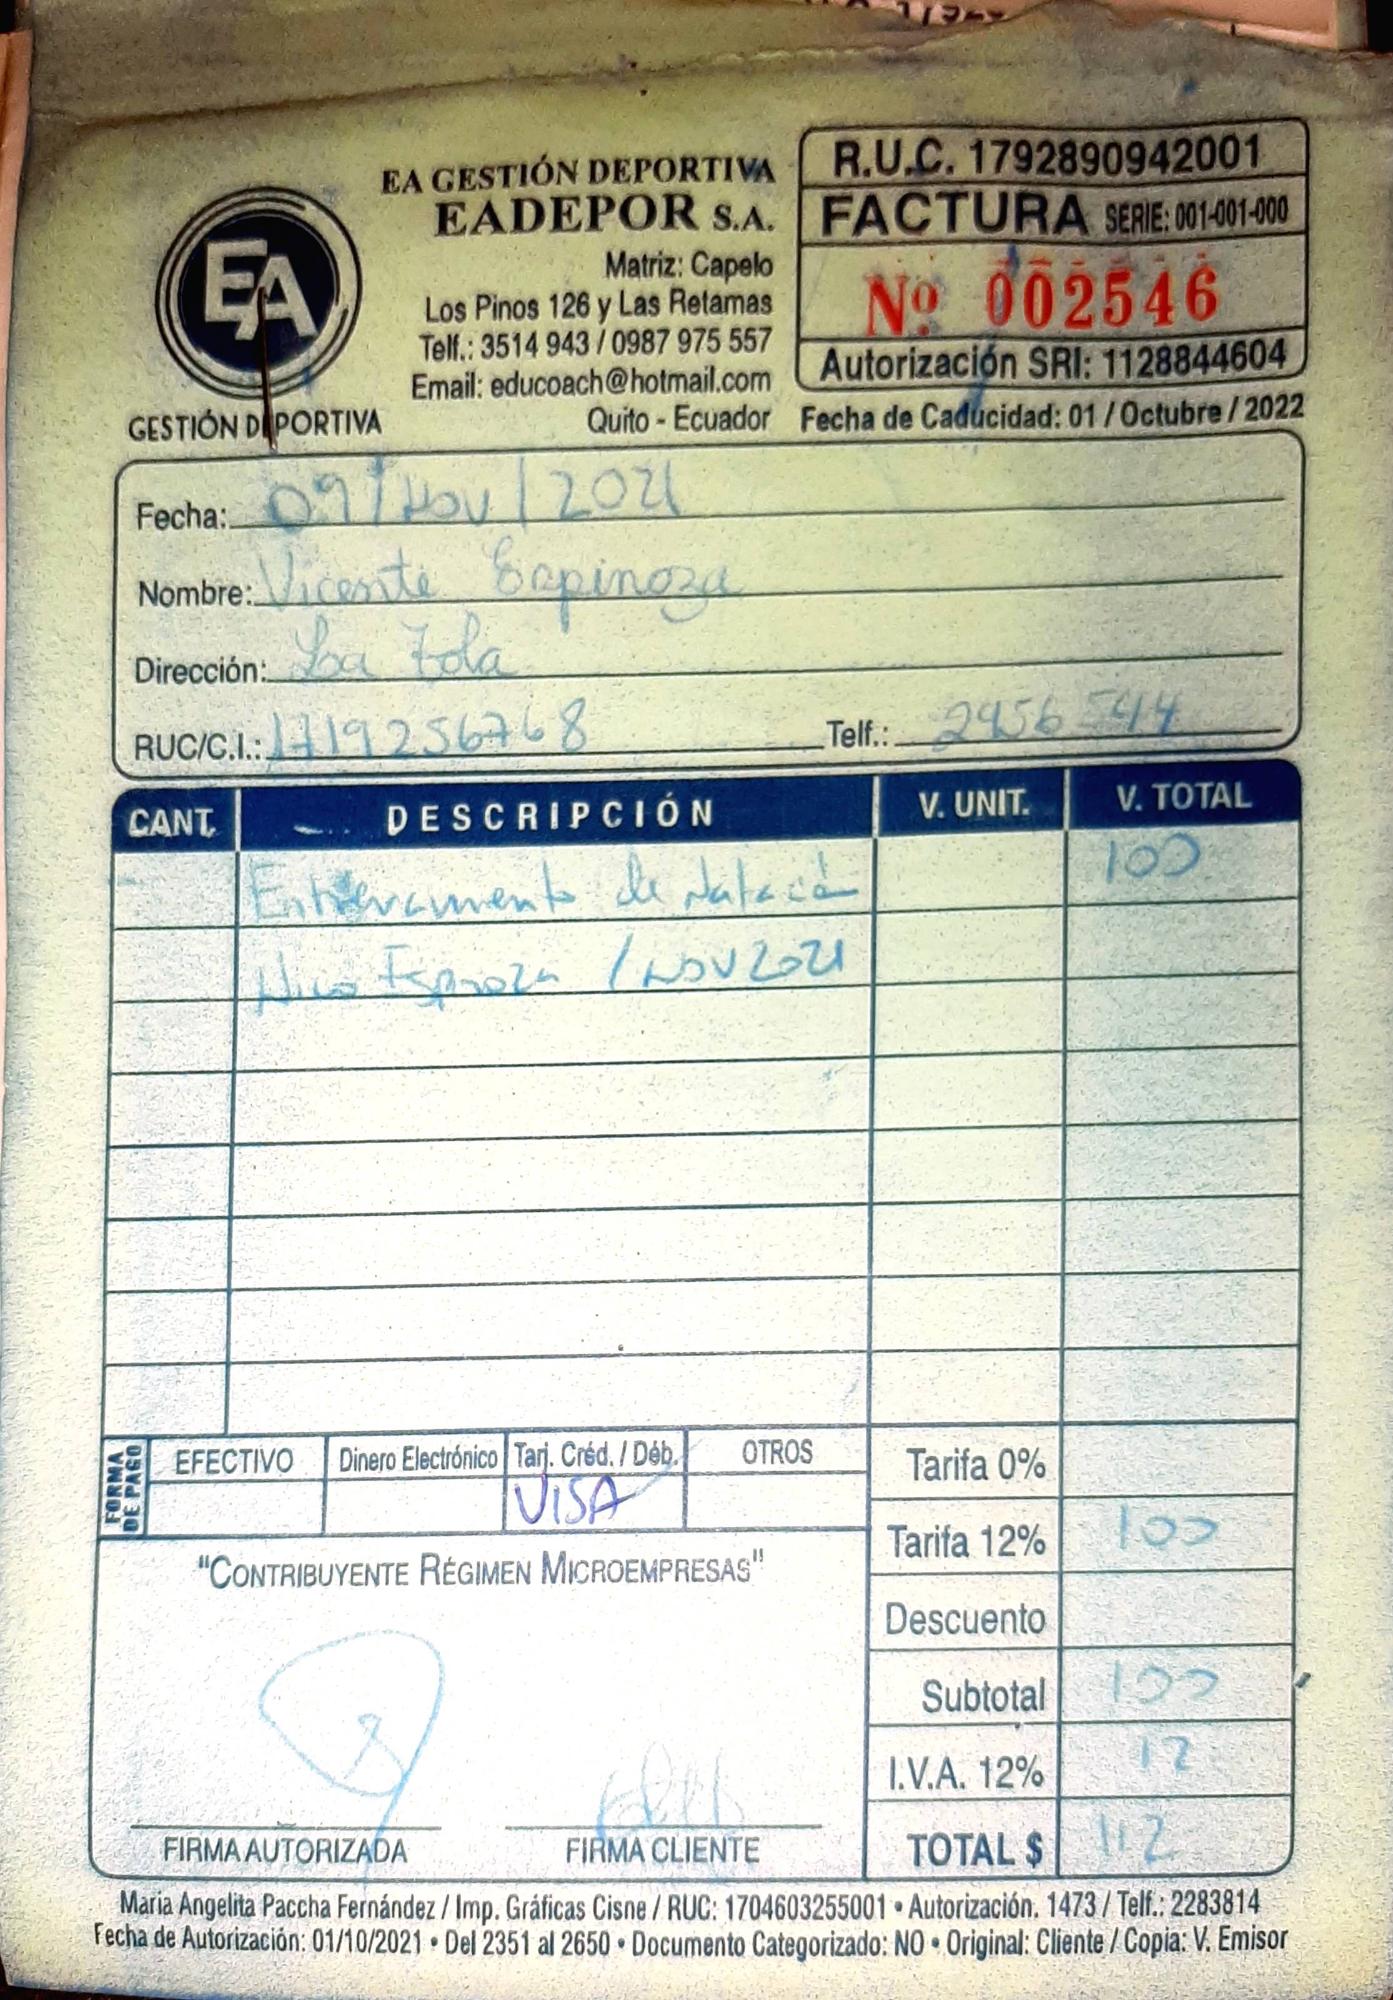 EA
GESTIÓN DEPORTIVA
EA GESTIÓN DEPORTIVA
EADEPOR S.A.
Matriz: Capelo
Los Pinos 126 y Las Retamas
Telf.: 3514 943 / 0987 975 557
Email: educoach@hotmail.com
Quito - Ecuador
R.U.C. 1792890942001
FACTURA SERIE: 001-001-000
Nº 002546
Autorización SRI: 1128844604
Fecha de Caducidad: 01 / Octubre / 2022
Fecha: 09 / Nov / 2021
Nombre: Vicente Espinoza
Dirección: La Tola
RUC/C.I.: 1719256768 Telf.: 2456-544
CANT. DESCRIPCIÓN V. UNIT. V. TOTAL
Entrenamiento de Natación 100
Nico Espinoza / Nov 2021
FORMA DE PAGO
EFECTIVO Dinero Electrónico Tarj. Créd. / Déb. OTROS
VISA
Tarifa 0%
Tarifa 12% 100
Descuento
Subtotal 100
I.V.A. 12% 12
TOTAL $ 112
"CONTRIBUYENTE RÉGIMEN MICROEMPRESAS"
FIRMA AUTORIZADA FIRMA CLIENTE
Maria Angelita Paccha Fernández / Imp. Gráficas Cisne / RUC: 1704603255001 • Autorización. 1473 / Telf.: 2283814
Fecha de Autorización: 01/10/2021 • Del 2351 al 2650 • Documento Categorizado: NO • Original: Cliente / Copia: V. Emisor